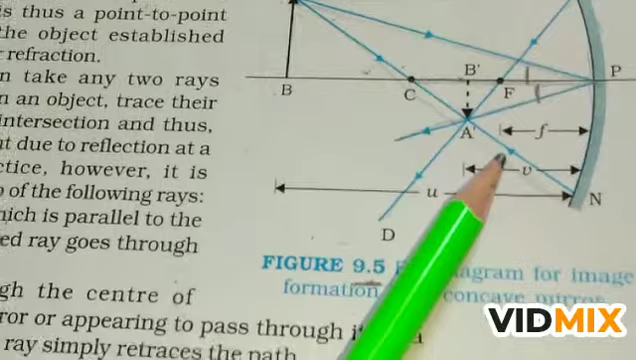 is thus a point-to-point
the object established
refraction.
n take any two rays
n an object, trace their
intersection and thus,
t due to reflection at a
ctice, however, it is
of the following rays:
hich is parallel to the
ed ray goes through
gh the centre of
ror or appearing to pass through
ray simply retraces the path
B
C
B'
F
P
A'
f
v
u
N
D
FIGURE 9.5
agram for image
formation
concave mirror
VIDMIX